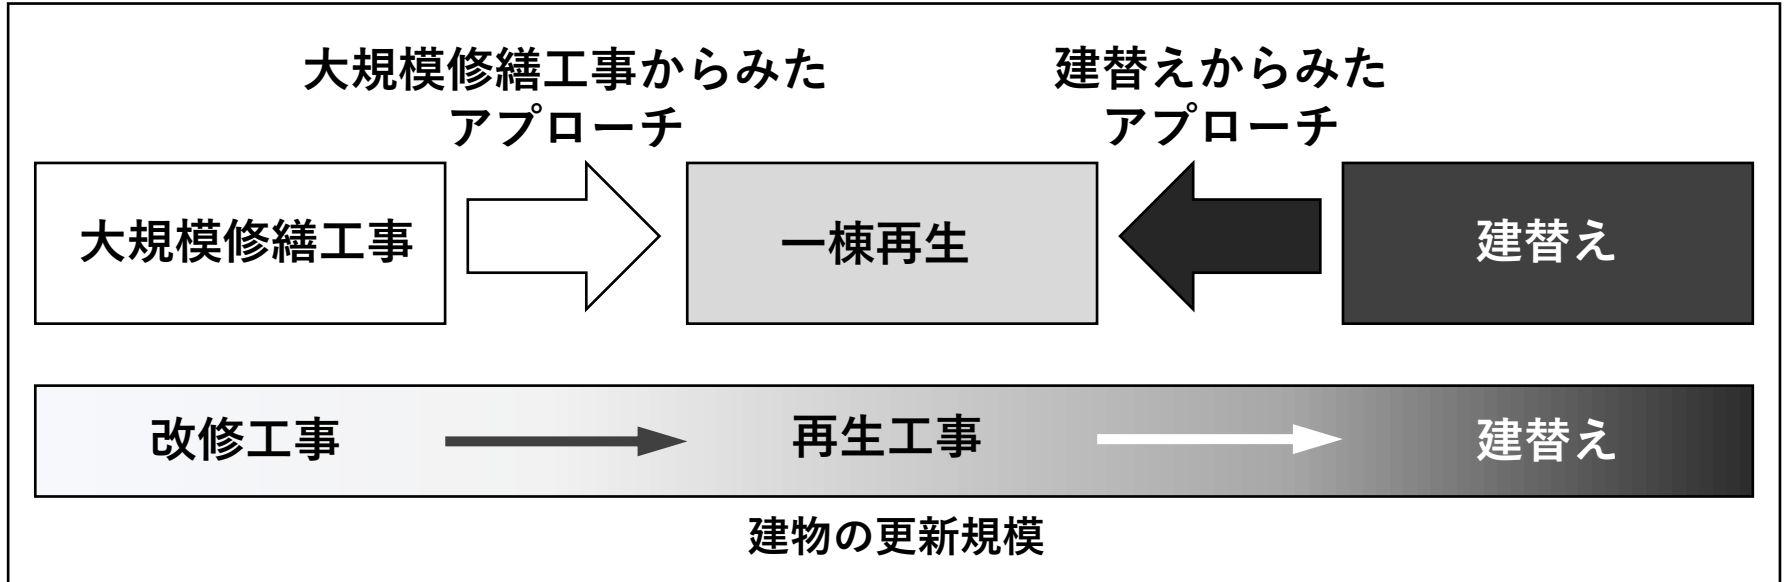 大規模修繕工事からみた
アプローチ
建替えからみた
アプローチ
大規模修繕工事
一棟再生
建替え
改修工事
再生工事
建替え
建物の更新規模